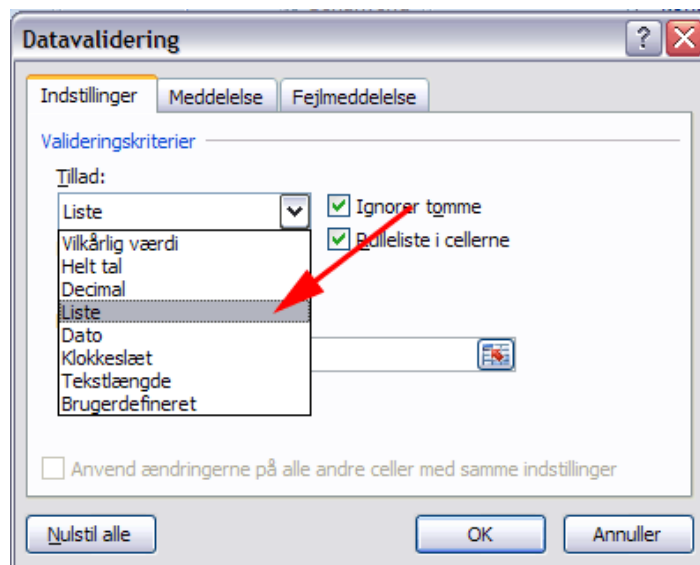 Datavalidering
Indstillinger Meddelelse Fejlmeddelelse
Valideringskriterier
Tillad:
Liste Ignorer tomme
Rulleliste i cellerne
Vilkårlig værdi
Helt tal
Decimal
Liste
Dato
Klokkeslæt
Tekstlængde
Brugerdefineret
Anvend ændringerne på alle andre celler med samme indstillinger
Nulstil alle OK Annuller